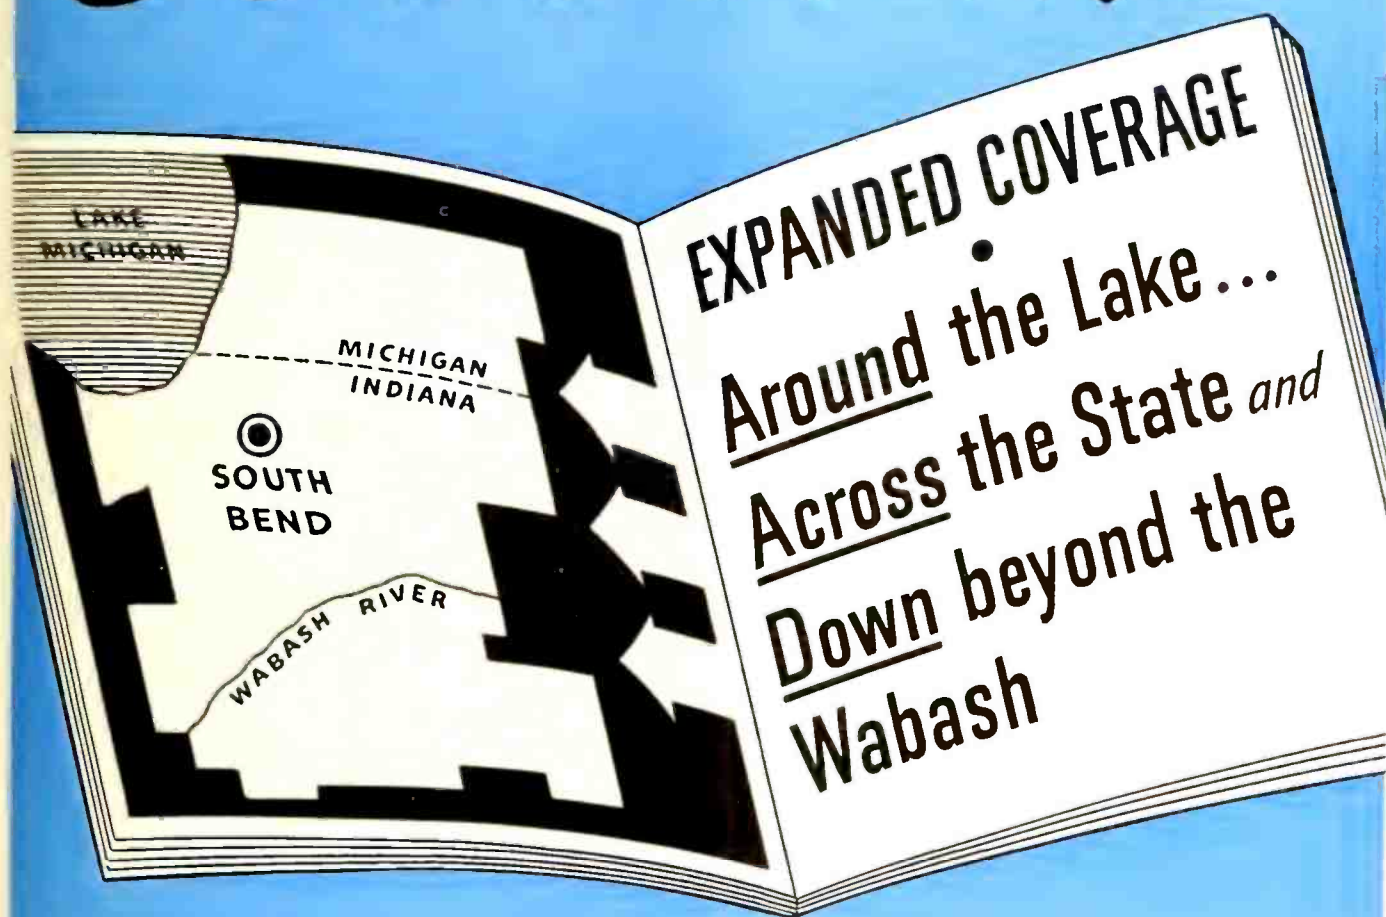 LAKE
MICHIGAN
MICHIGAN
INDIANA
SOUTH
BEND
WABASH RIVER
EXPANDED COVERAGE
Around the Lake...
Across the State and
Down beyond the
Wabash